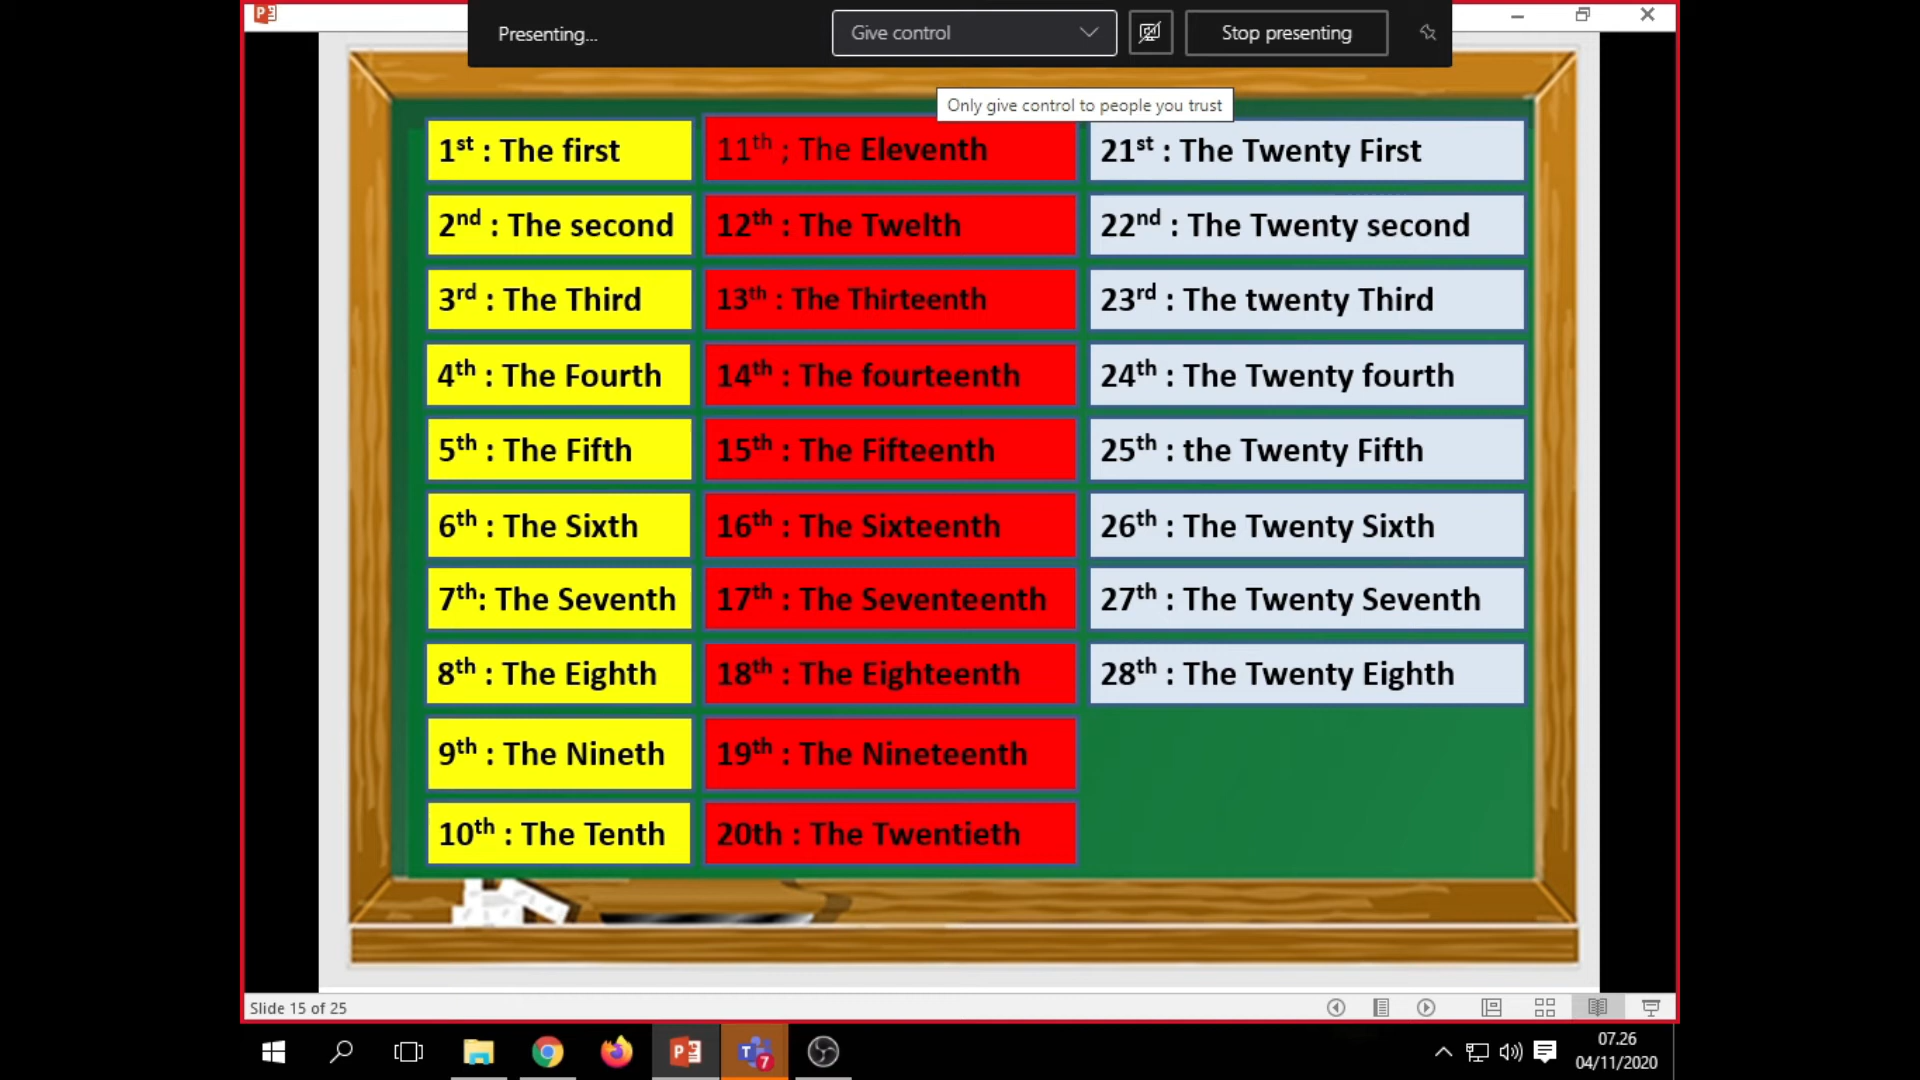 Presenting...
Give control
Stop presenting
Only give control to people you trust
1st : The first
2nd : The second
3rd : The Third
4th : The Fourth
5th : The Fifth
6th : The Sixth
7th: The Seventh
8th : The Eighth
9th : The Nineth
10th : The Tenth
11th ; The Eleventh
12th : The Twelth
13th : The Thirteenth
14th : The fourteenth
15th : The Fifteenth
16th : The Sixteenth
17th : The Seventeenth
18th : The Eighteenth
19th : The Nineteenth
20th : The Twentieth
21st : The Twenty First
22nd : The Twenty second
23rd : The twenty Third
24th : The Twenty fourth
25th : the Twenty Fifth
26th : The Twenty Sixth
27th : The Twenty Seventh
28th : The Twenty Eighth
Slide 15 of 25
7
07.26
04/11/2020